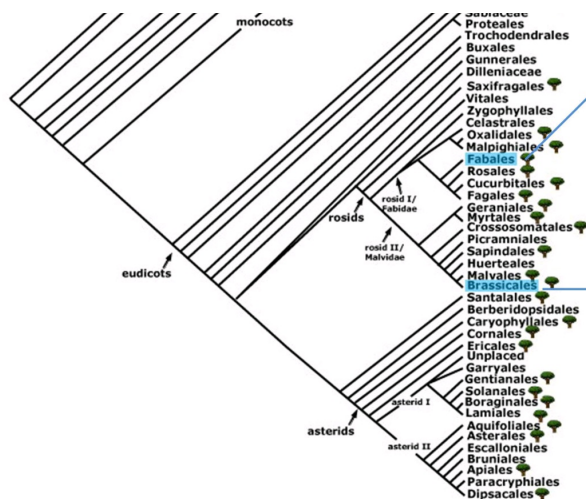 Sabiaceae
monocots
Proteales
Trochodendrales
Buxales
Gunnerales
Dilleniaceae
Saxifragales
Vitales
Zygophyllales
Celastrales
Oxalidales
Malpighiales
Fabales
Rosales
Cucurbitales
Fagales
rosid I/
Fabidae
Geraniales
rosids
Myrtales
Crossosomatales
Picramniales
rosid II/
Malvidae
Sapindales
Huerteales
Malvales
eudicots
Brassicales
Santalales
Berberidopsidales
Caryophyllales
Cornales
Ericales
Unplaced
Garryales
Gentianales
Solanales
asterid I
Boraginales
Lamiales
asterids
Aquifoliales
Asterales
asterid II
Escalloniales
Bruniales
Apiales
Paracryphiales
Dipsacales